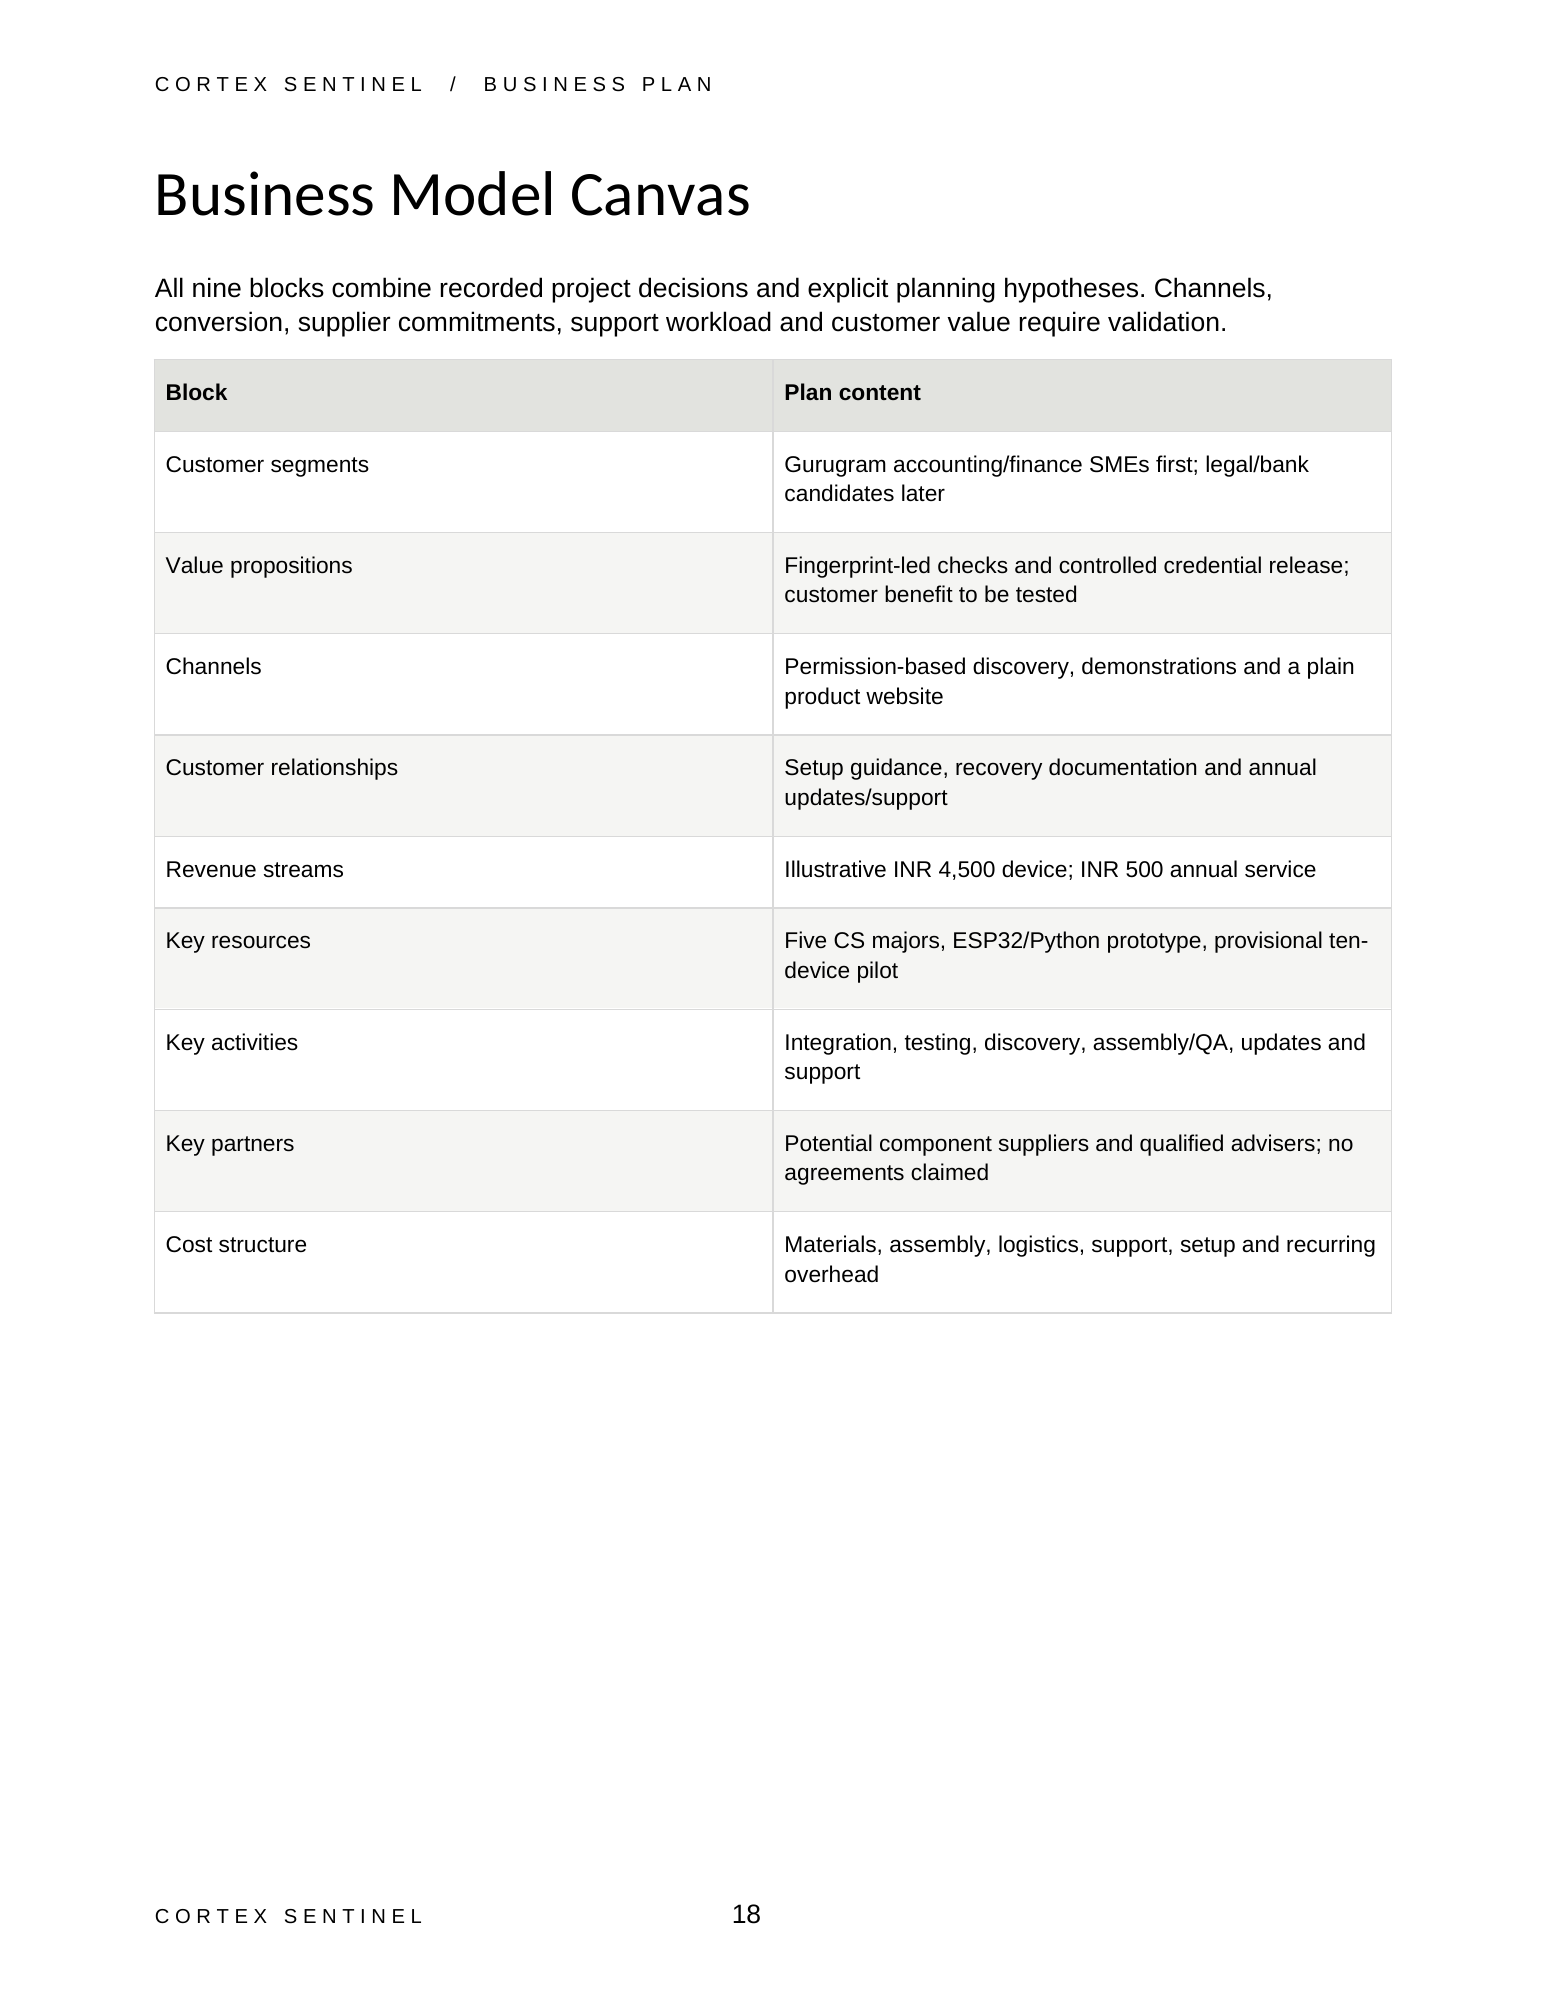 CORTEX SENTINEL / BUSINESS PLAN
Business Model Canvas
All nine blocks combine recorded project decisions and explicit planning hypotheses. Channels,
conversion, supplier commitments, support workload and customer value require validation.
Block
Plan content
Customer segments
Gurugram accounting/finance SMEs first; legal/bank
candidates later
Value propositions
Fingerprint-led checks and controlled credential release;
customer benefit to be tested
Channels
Permission-based discovery, demonstrations and a plain
product website
Customer relationships
Setup guidance, recovery documentation and annual
updates/support
Revenue streams
Illustrative INR 4,500 device; INR 500 annual service
Key resources
Five CS majors, ESP32/Python prototype, provisional ten-
device pilot
Key activities
Integration, testing, discovery, assembly/QA, updates and
support
Key partners
Potential component suppliers and qualified advisers; no
agreements claimed
Cost structure
Materials, assembly, logistics, support, setup and recurring
overhead
CORTEX SENTINEL
18